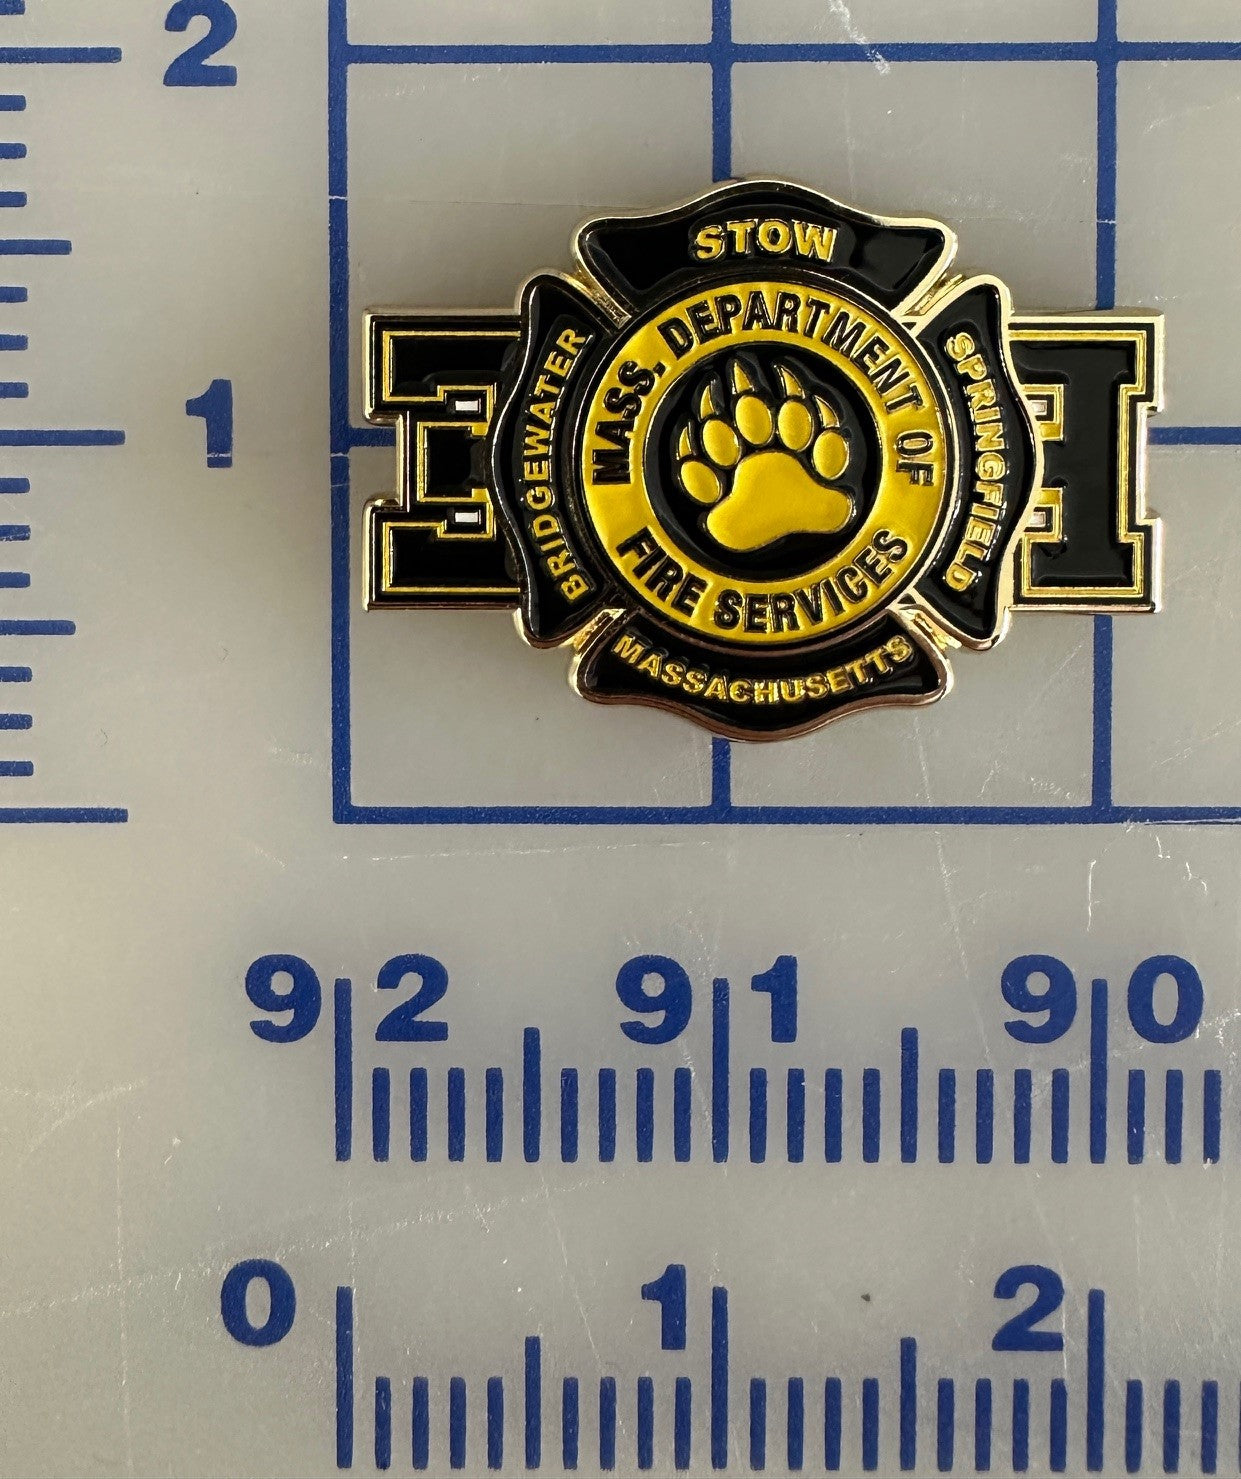 2
STOW
MASS. DEPARTMENT OF
BRIDGEWATER
SPRINGFIELD
1
FIRE SERVICES
MASSACHUSETTS
92 91 90
0 1 2